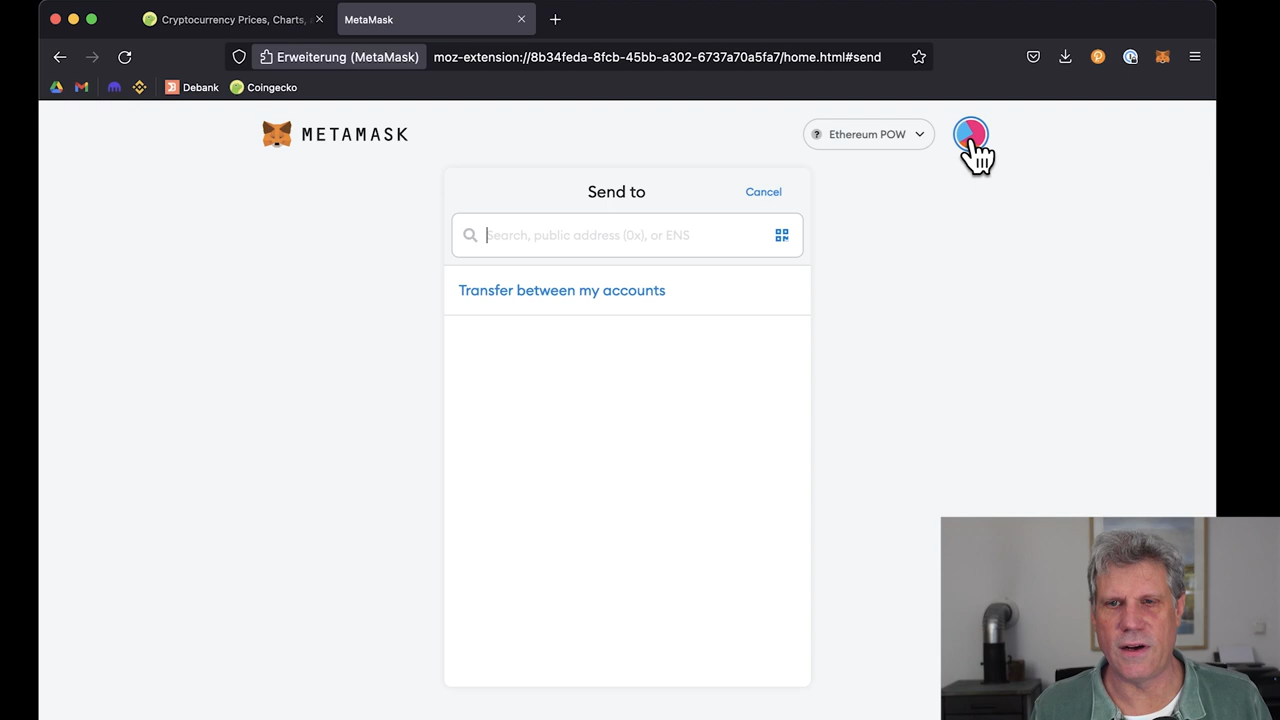 Cryptocurrency Prices, Charts,
MetaMask
Erweiterung (MetaMask)
moz-extension://8b34feda-8fcb-45bb-a302-6737a70a5fa7/home.html#send
Debank
Coingecko
METAMASK
? Ethereum POW
Send to
Cancel
Search, public address (0x), or ENS
Transfer between my accounts